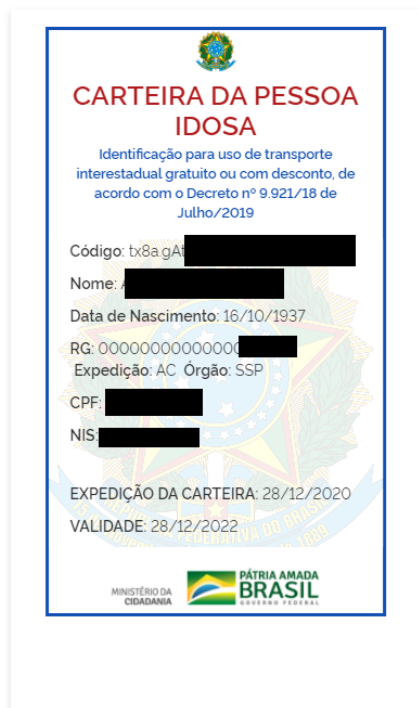 CARTEIRA DA PESSOA
IDOSA
Identificação para uso de transporte
interestadual gratuito ou com desconto, de
acordo com o Decreto nº 9.921/18 de
Julho/2019
Código: tx8a.gAt
Nome: A
Data de Nascimento: 16/10/1937
RG: 00000000000000
Expedição: AC Órgão: SSP
CPF:
NIS:
EXPEDIÇÃO DA CARTEIRA: 28/12/2020
VALIDADE: 28/12/2022
MINISTÉRIO DA
CIDADANIA
PÁTRIA AMADA
BRASIL
GOVERNO FEDERAL